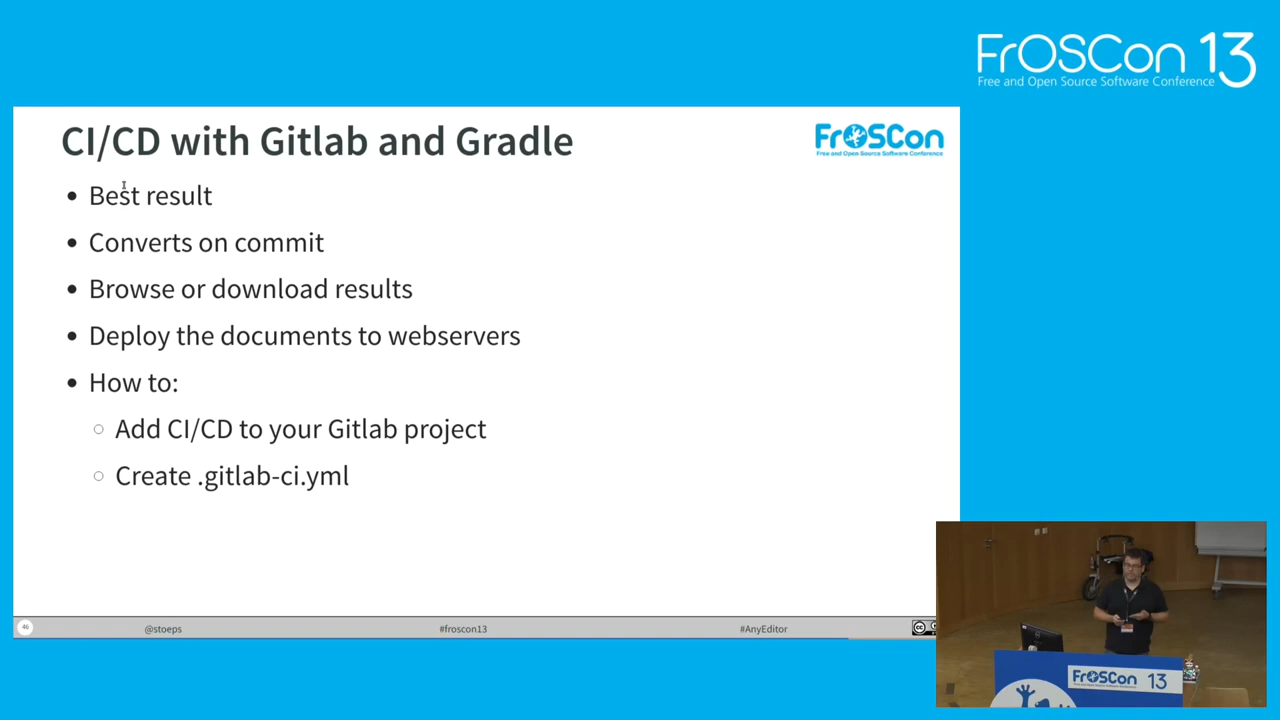 FrOSCon 13
Free and Open Source Software Conference
CI/CD with Gitlab and Gradle
FrOSCon
Free and Open Source Software Conference
Best result
Converts on commit
Browse or download results
Deploy the documents to webservers
How to:
Add CI/CD to your Gitlab project
Create .gitlab-ci.yml
46
@stoeps
#froscon13
#AnyEditor
cc
FrOSCon 13